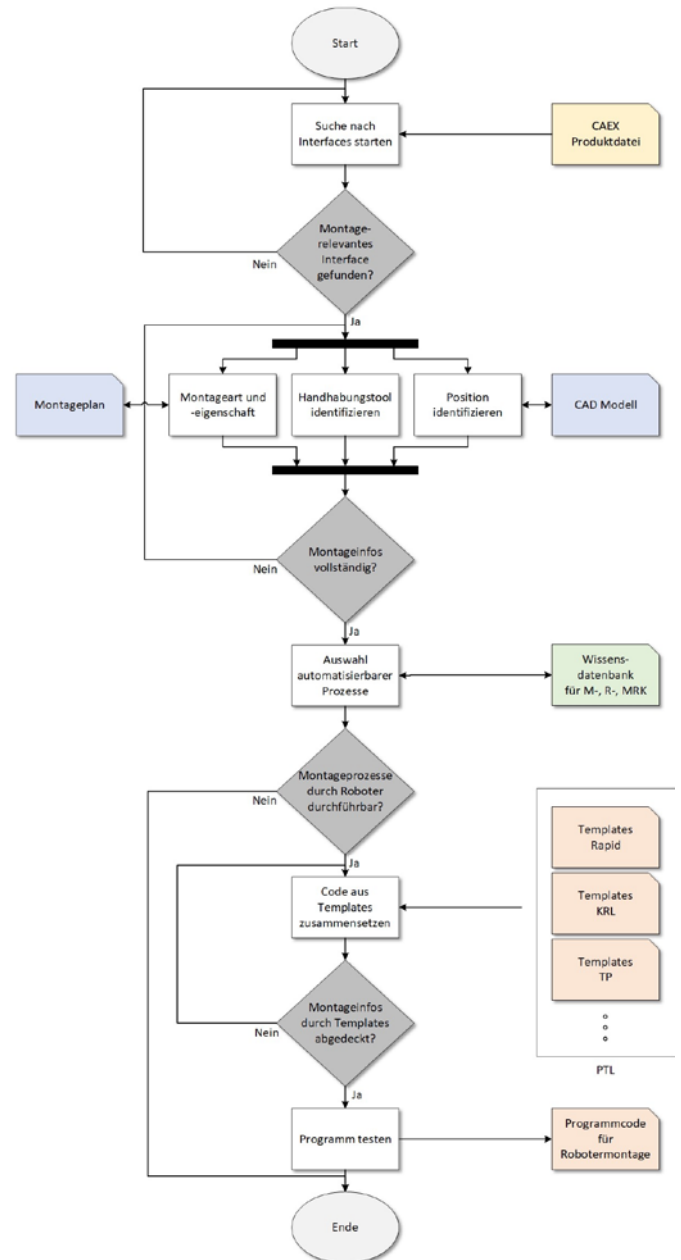 Start
Suche nach
Interfaces starten
CAEX
Produktdatei
Montage-
relevantes
Interface
gefunden?
Nein
Ja
Montageplan
Montageart und
-eigenschaft
Handhabungstool
identifizieren
Position
identifizieren
CAD Modell
Montageinfos
vollständig?
Nein
Ja
Auswahl
automatisierbarer
Prozesse
Wissens-
datenbank
für M-, R-, MRK
Montageprozesse
durch Roboter
durchführbar?
Nein
Ja
Templates
Rapid
Code aus
Templates
zusammensetzen
Templates
KRL
Templates
TP
Montageinfos
durch Templates
abgedeckt?
Nein
PTL
Ja
Programm testen
Programmcode
für
Robotermontage
Ende